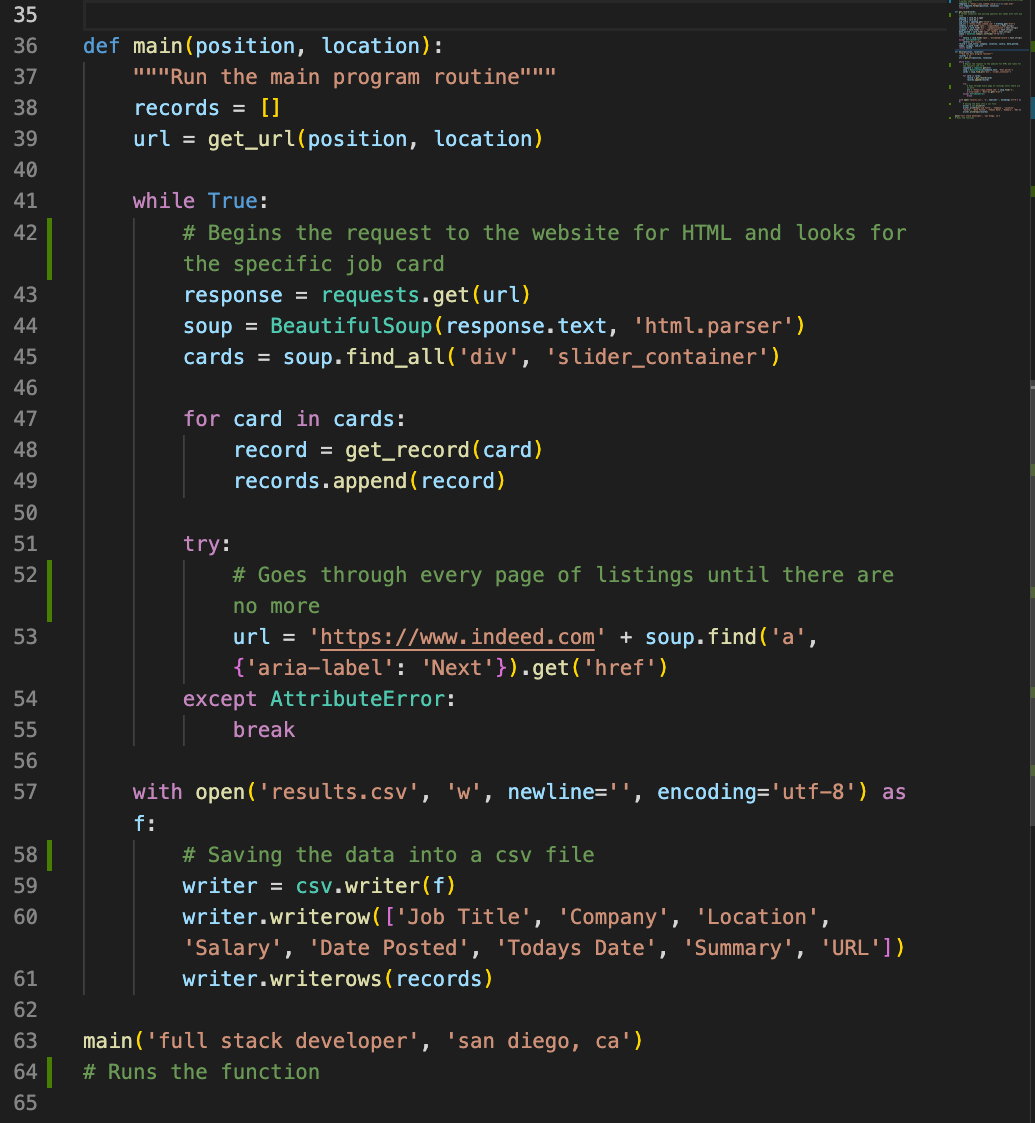 35
36 def main(position, location):
37     """Run the main program routine"""
38     records = []
39     url = get_url(position, location)
40
41     while True:
42         # Begins the request to the website for HTML and looks for
           the specific job card
43         response = requests.get(url)
44         soup = BeautifulSoup(response.text, 'html.parser')
45         cards = soup.find_all('div', 'slider_container')
46
47         for card in cards:
48             record = get_record(card)
49             records.append(record)
50
51         try:
52             # Goes through every page of listings until there are
               no more
53             url = 'https://www.indeed.com' + soup.find('a',
               {'aria-label': 'Next'}).get('href')
54         except AttributeError:
55             break
56
57     with open('results.csv', 'w', newline='', encoding='utf-8') as
       f:
58         # Saving the data into a csv file
59         writer = csv.writer(f)
60         writer.writerow(['Job Title', 'Company', 'Location',
           'Salary', 'Date Posted', 'Todays Date', 'Summary', 'URL'])
61         writer.writerows(records)
62
63 main('full stack developer', 'san diego, ca')
64 # Runs the function
65